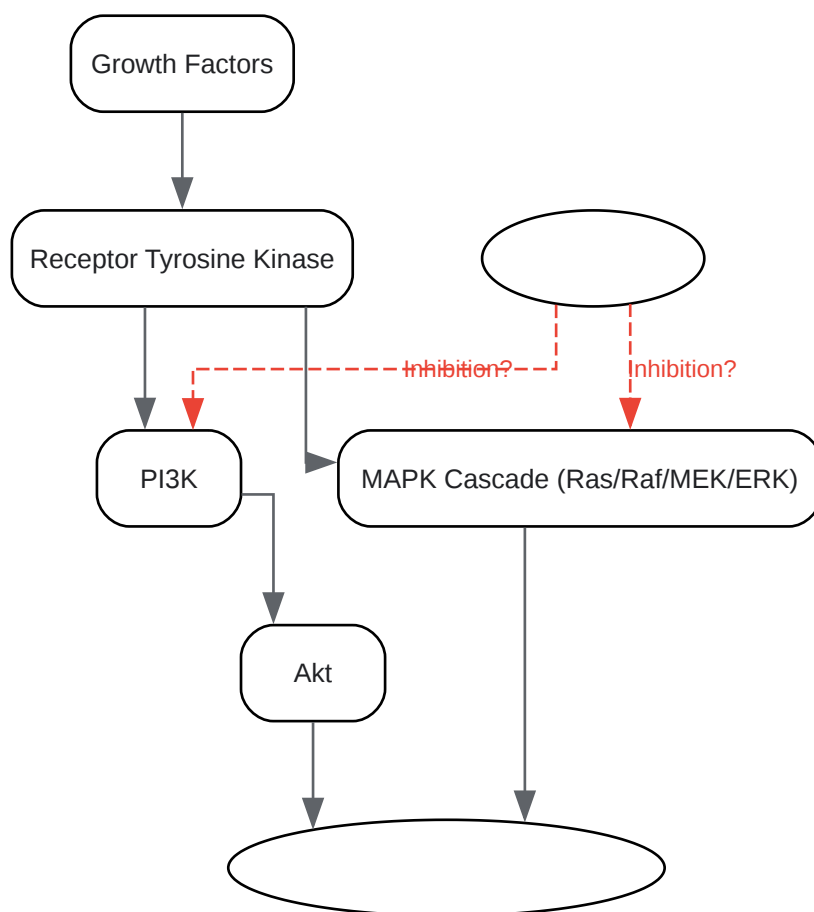 Growth Factors
Receptor Tyrosine Kinase
Inhibition?
Inhibition?
PI3K
MAPK Cascade (Ras/Raf/MEK/ERK)
Akt